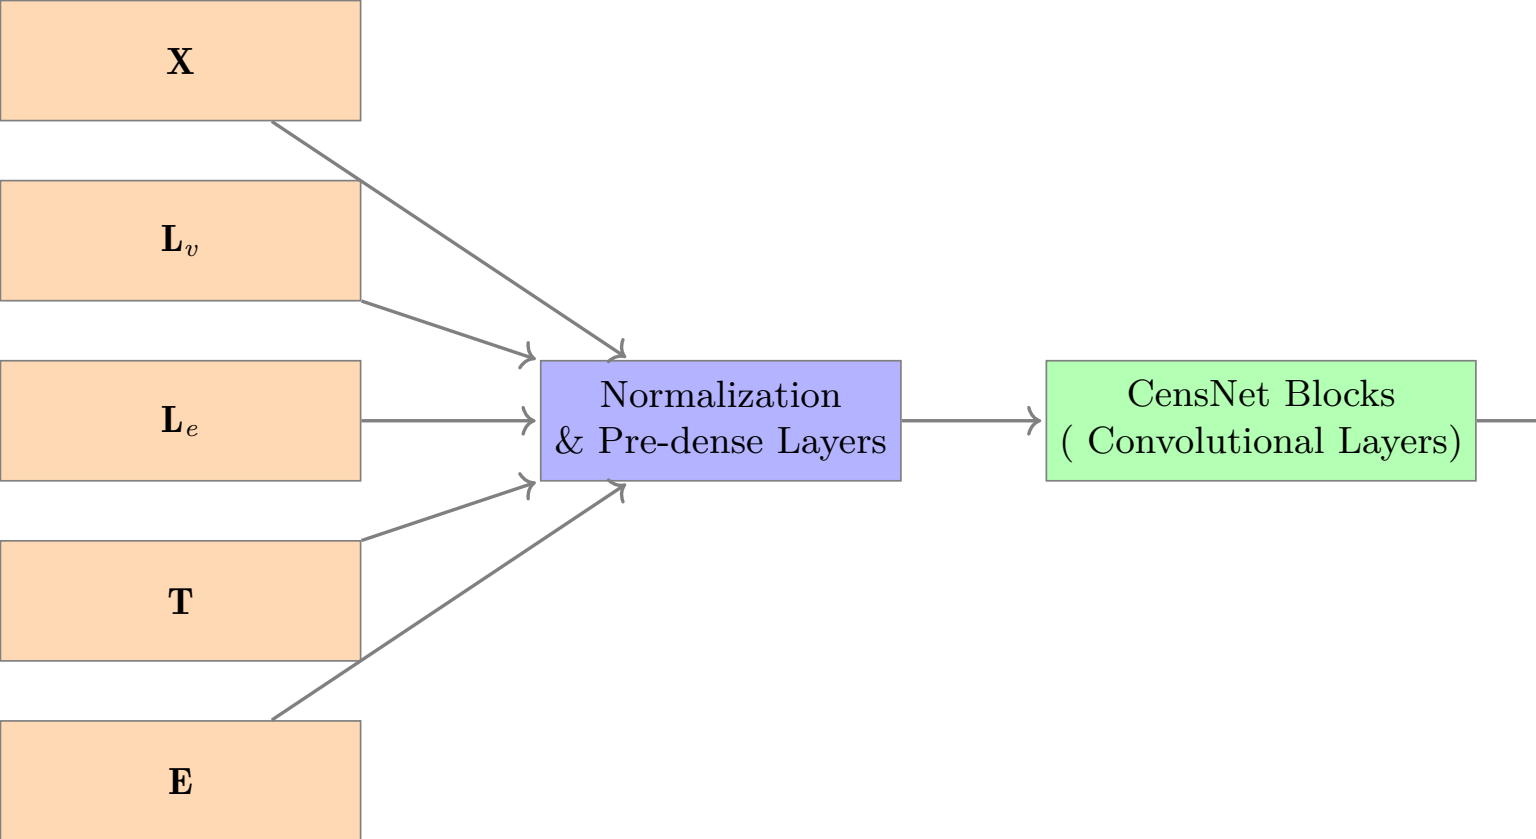 X
L_v
L_e
T
E
Normalization
& Pre-dense Layers
CensNet Blocks
( Convolutional Layers)